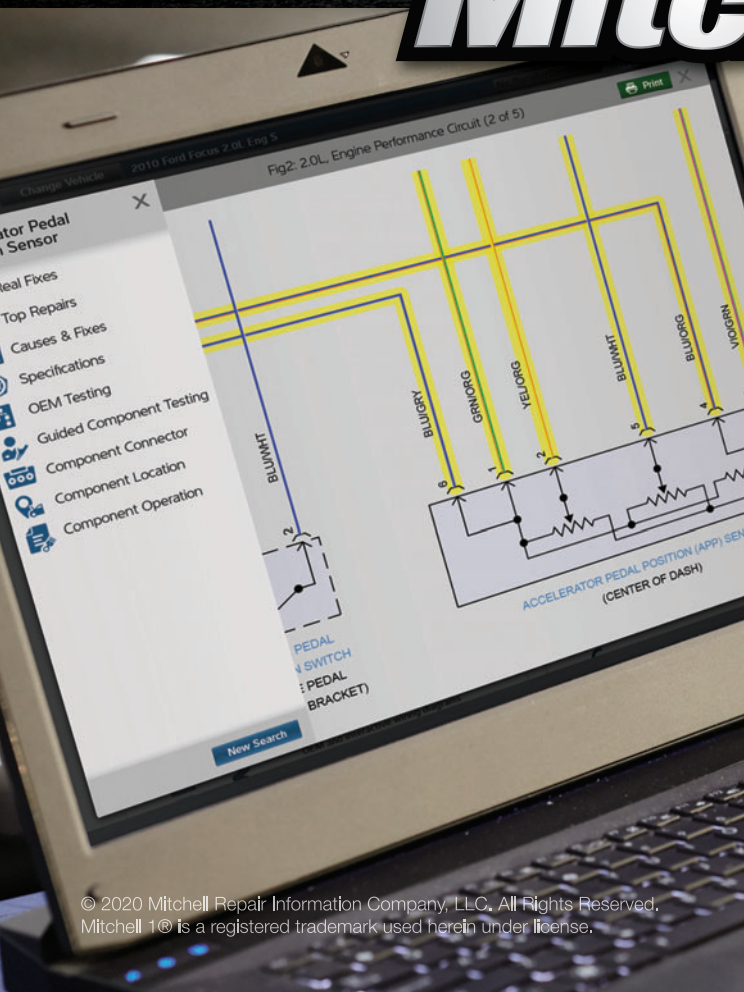 Mitc
Print
Change Vehicle 2010 Ford Focus 2.0L Eng S
Fig2: 2.0L, Engine Performance Circuit (2 of 5)
ator Pedal
Sensor
Real Fixes
Top Repairs
Causes & Fixes
Specifications
OEM Testing
Guided Component Testing
Component Connector
Component Location
Component Operation
BLU/WHT
BLU/GRY
GRN/ORG
YEL/ORG
BLU/WHT
BLU/ORG
VIO/GRN
2
6
1
2
5
4
ACCELERATOR PEDAL POSITION (APP) SEN
(CENTER OF DASH)
PEDAL
N SWITCH
E PEDAL
BRACKET)
New Search
© 2020 Mitchell Repair Information Company, LLC. All Rights Reserved.
Mitchell 1® is a registered trademark used herein under license.